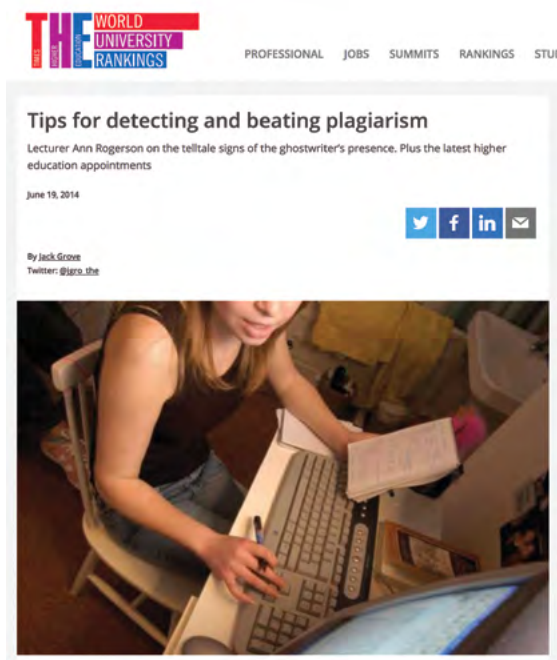 THE
TIMES
HIGHER
EDUCATION
WORLD
UNIVERSITY
RANKINGS
PROFESSIONAL JOBS SUMMITS RANKINGS STU
Tips for detecting and beating plagiarism
Lecturer Ann Rogerson on the telltale signs of the ghostwriter's presence. Plus the latest higher
education appointments
June 19, 2014
f in
By Jack Grove
Twitter: @jgro_the